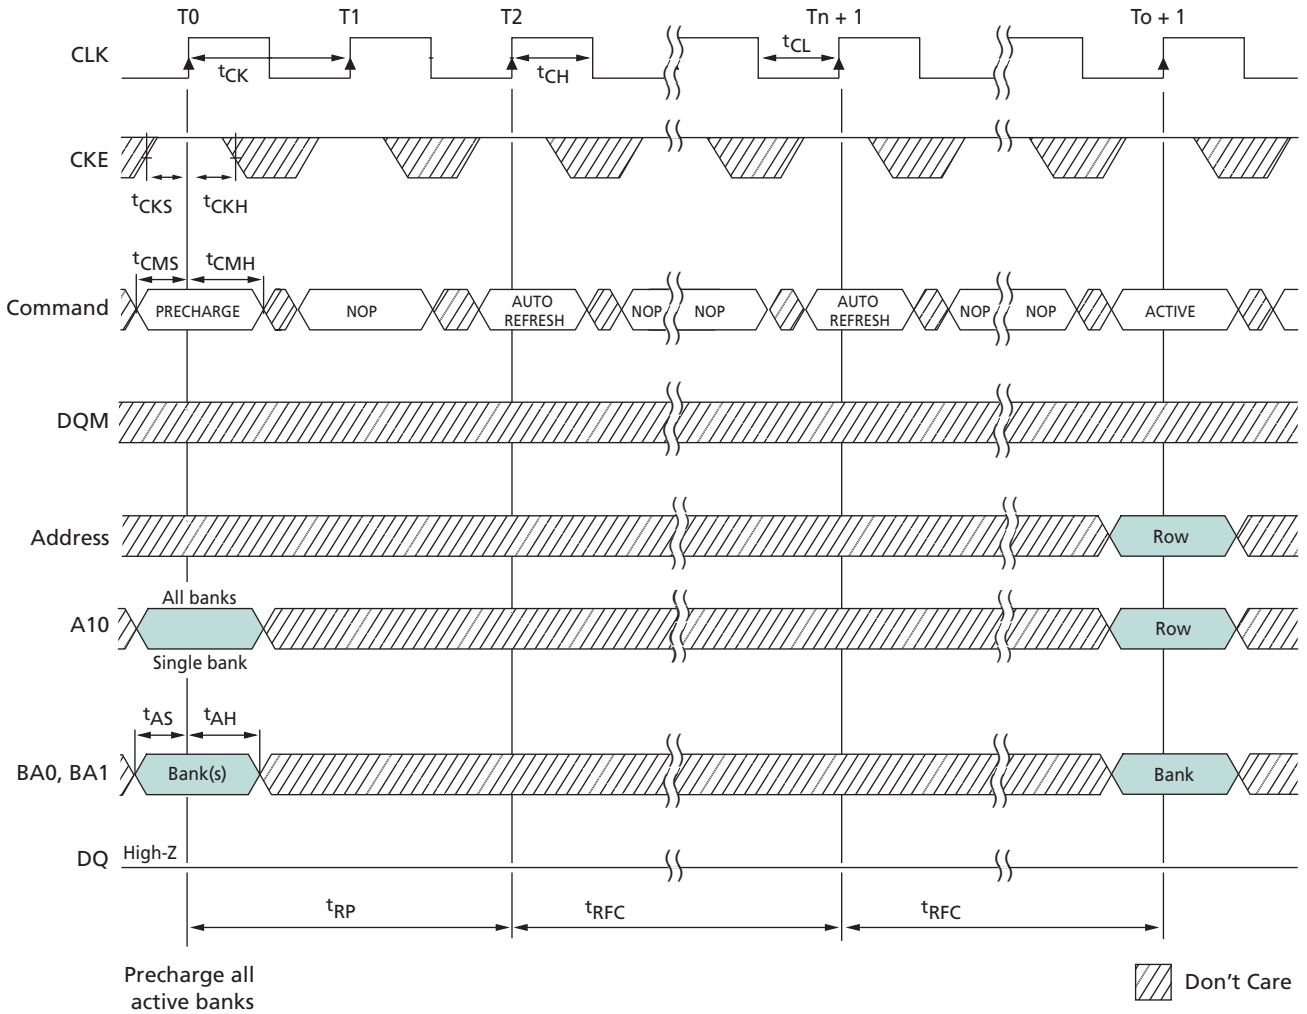 T0 T1 T2 Tn + 1 To + 1
CLK
tCK tCH tCL
CKE
tCKS tCKH
tCMS tCMH
Command PRECHARGE NOP AUTO REFRESH NOP NOP AUTO REFRESH NOP NOP ACTIVE
DQM
Address Row
All banks
A10 Row
Single bank
tAS tAH
BA0, BA1 Bank(s) Bank
DQ High-Z
tRP tRFC tRFC
Precharge all
active banks
Don't Care